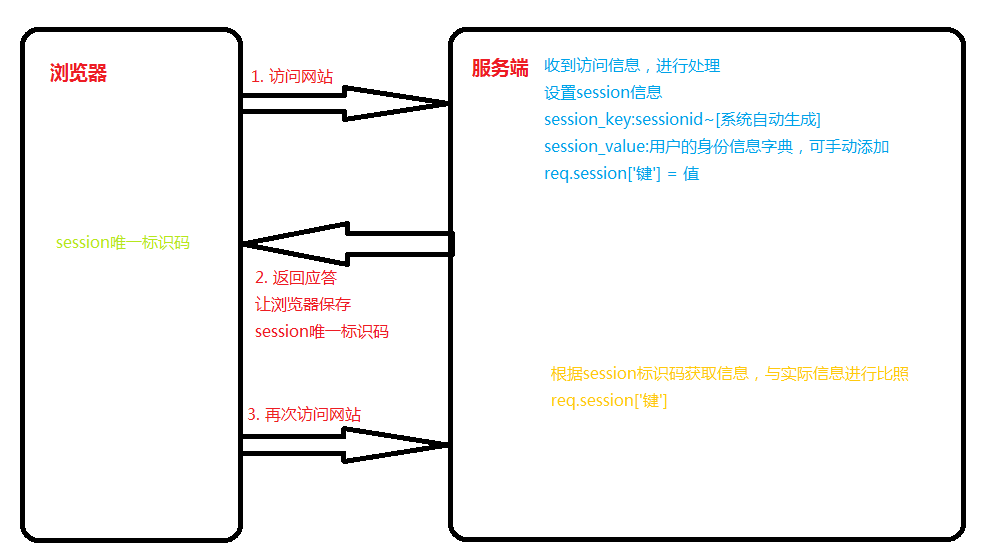 浏览器
1. 访问网站
服务端
收到访问信息，进行处理
设置session信息
session_key:sessionid~[系统自动生成]
session_value:用户的身份信息字典，可手动添加
req.session['键'] = 值
session唯一标识码
2. 返回应答
让浏览器保存
session唯一标识码
根据session标识码获取信息，与实际信息进行比照
req.session['键']
3. 再次访问网站